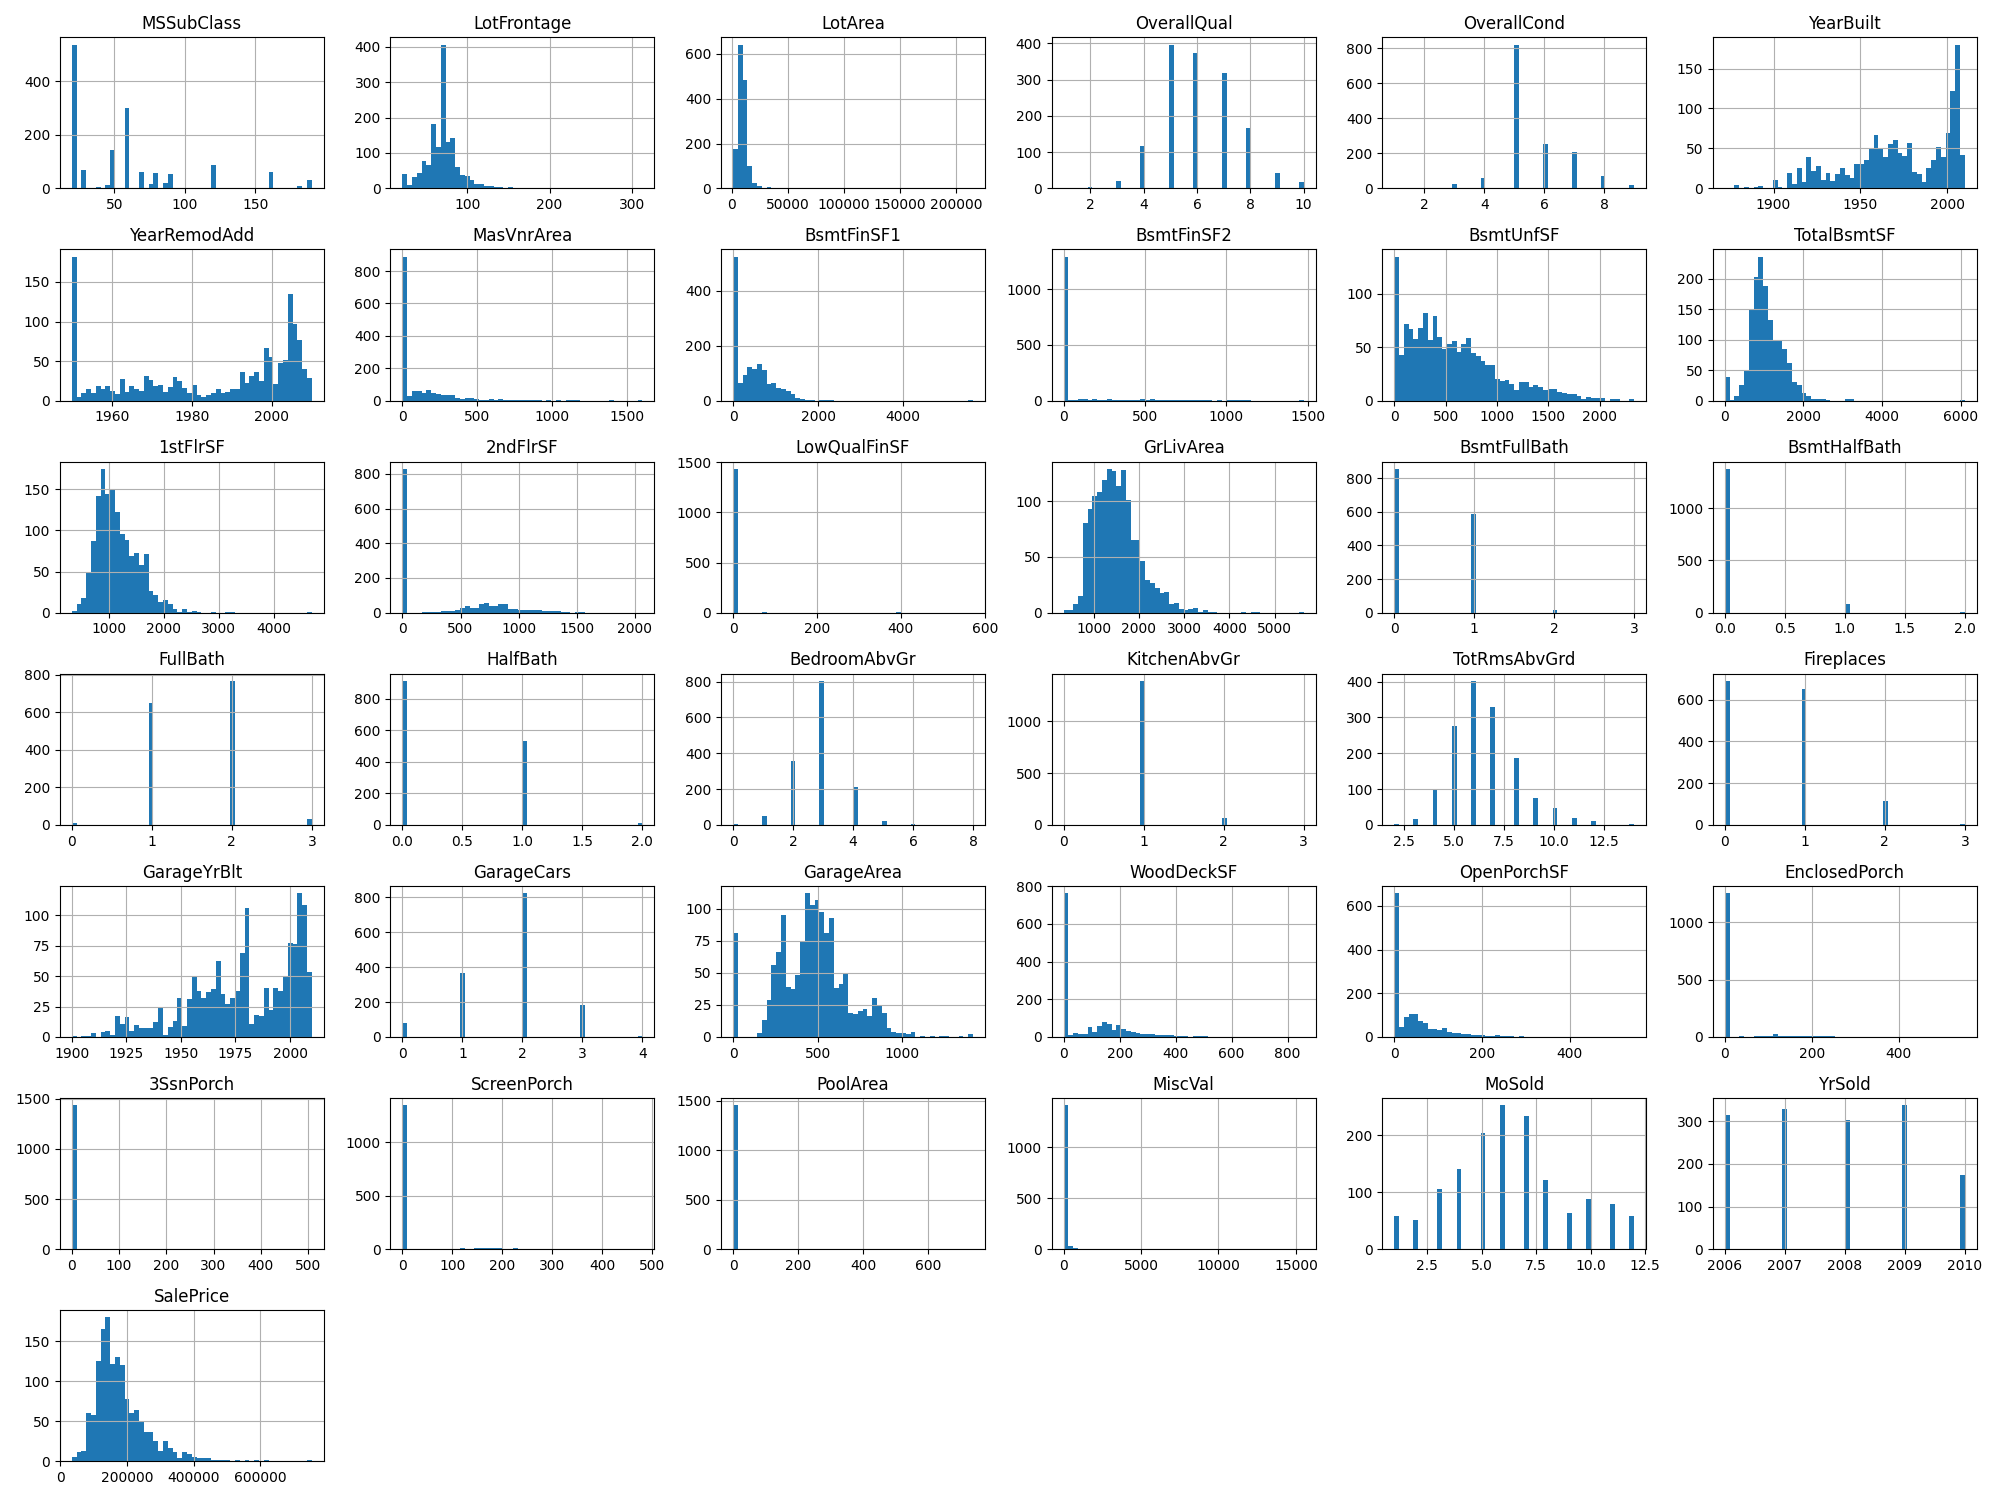 MSSubClass LotFrontage LotArea OverallQual OverallCond YearBuilt
400 200 0 50 100 150
400 300 200 100 0 100 200 300
600 400 200 0 0 50000 100000 150000 200000
400 300 200 100 0 2 4 6 8 10
800 600 400 200 0 2 4 6 8
150 100 50 0 1900 1950 2000
YearRemodAdd MasVnrArea BsmtFinSF1 BsmtFinSF2 BsmtUnfSF TotalBsmtSF
150 100 50 0 1960 1980 2000
800 600 400 200 0 0 500 1000 1500
400 200 0 0 2000 4000
1000 500 0 0 500 1000 1500
100 50 0 0 500 1000 1500 2000
200 150 100 50 0 0 2000 4000 6000
1stFlrSF 2ndFlrSF LowQualFinSF GrLivArea BsmtFullBath BsmtHalfBath
150 100 50 0 1000 2000 3000 4000
800 600 400 200 0 0 500 1000 1500 2000
1500 1000 500 0 0 200 400 600
100 50 0 1000 2000 3000 4000 5000
800 600 400 200 0 0 1 2 3
1000 500 0 0.0 0.5 1.0 1.5 2.0
FullBath HalfBath BedroomAbvGr KitchenAbvGr TotRmsAbvGrd Fireplaces
800 600 400 200 0 0 1 2 3
800 600 400 200 0 0.0 0.5 1.0 1.5 2.0
800 600 400 200 0 0 2 4 6 8
1000 500 0 0 1 2 3
400 300 200 100 0 2.5 5.0 7.5 10.0 12.5
600 400 200 0 0 1 2 3
GarageYrBlt GarageCars GarageArea WoodDeckSF OpenPorchSF EnclosedPorch
100 75 50 25 0 1900 1925 1950 1975 2000
800 600 400 200 0 0 1 2 3 4
100 75 50 25 0 0 500 1000
800 600 400 200 0 0 200 400 600 800
600 400 200 0 0 200 400
1000 500 0 0 200 400
3SsnPorch ScreenPorch PoolArea MiscVal MoSold YrSold
1500 1000 500 0 0 100 200 300 400 500
1000 500 0 0 100 200 300 400 500
1500 1000 500 0 0 200 400 600
1000 500 0 0 5000 10000 15000
200 100 0 2.5 5.0 7.5 10.0 12.5
300 200 100 0 2006 2007 2008 2009 2010
SalePrice
150 100 50 0 0 200000 400000 600000